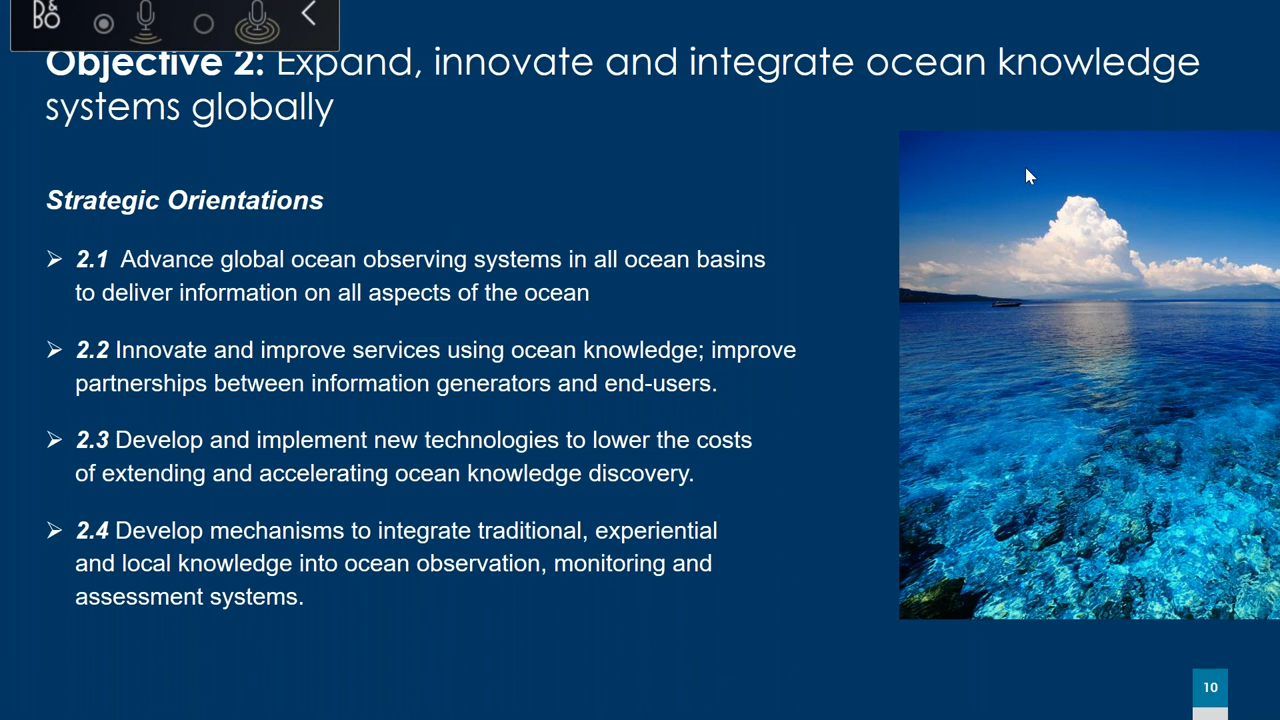 B&O
Objective 2: Expand, innovate and integrate ocean knowledge
systems globally
Strategic Orientations
2.1 Advance global ocean observing systems in all ocean basins
to deliver information on all aspects of the ocean
2.2 Innovate and improve services using ocean knowledge; improve
partnerships between information generators and end-users.
2.3 Develop and implement new technologies to lower the costs
of extending and accelerating ocean knowledge discovery.
2.4 Develop mechanisms to integrate traditional, experiential
and local knowledge into ocean observation, monitoring and
assessment systems.
10